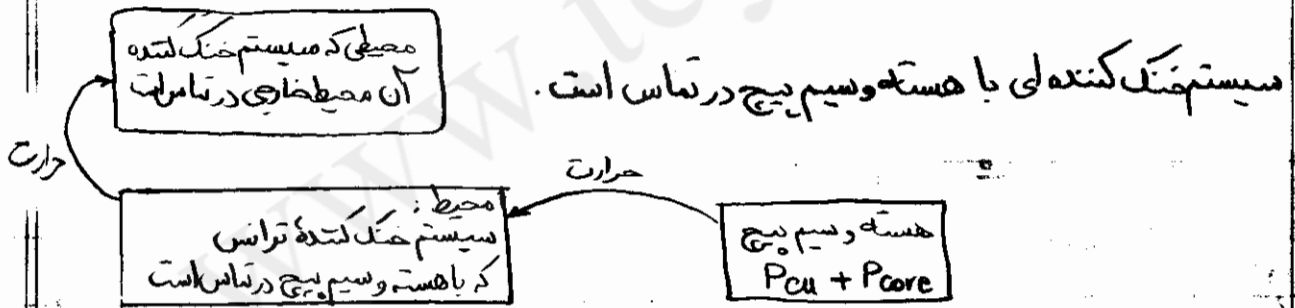 سیستم خنک کننده ای با هسته و سیم پیچ در تماس است.
محیطی که سیستم خنک کننده
آن محیط خارجی در تماس است
حرارت
حرارت
محیط:
سیستم خنک کنندهٔ ترانس
که با هسته و سیم پیچ در تماس است
هسته و سیم پیچ
Pcu + Pcore